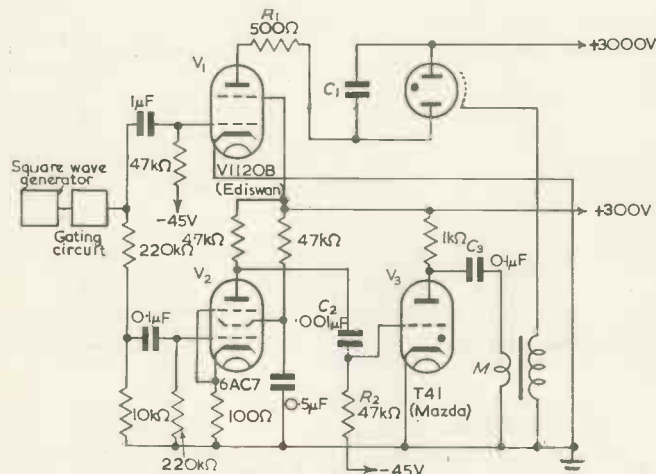 R1
500Ω
+3000V
C1
V1
1μF
47kΩ
V1120B
(Ediswan)
-45V
Square wave
generator
Gating
circuit
220kΩ
+300V
47kΩ
47kΩ
1kΩ
C3
0·1μF
V2
V3
C2
·001μF
0·1μF
M
6AC7
R2
47kΩ
T41
(Mazda)
10kΩ
100Ω
0·5μF
220kΩ
-45V